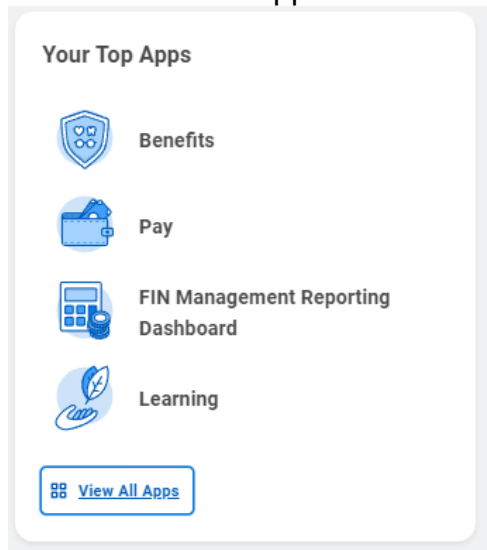 Your Top Apps
Benefits
Pay
FIN Management Reporting
Dashboard
Learning
View All Apps